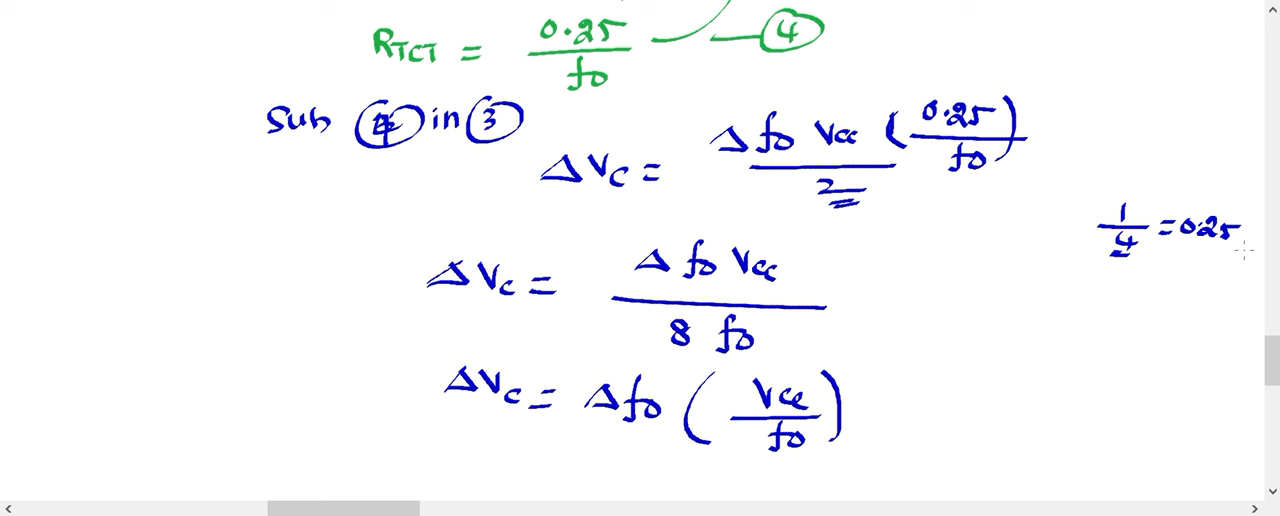 RTCT = 0.25 / fo — 4
Sub 4 in 3
ΔVc = Δfo Vcc (0.25 / fo) / 2
1/4 = 0.25
ΔVc = Δ fo Vcc / 8 fo
ΔVc = Δfo (Vcc / fo)